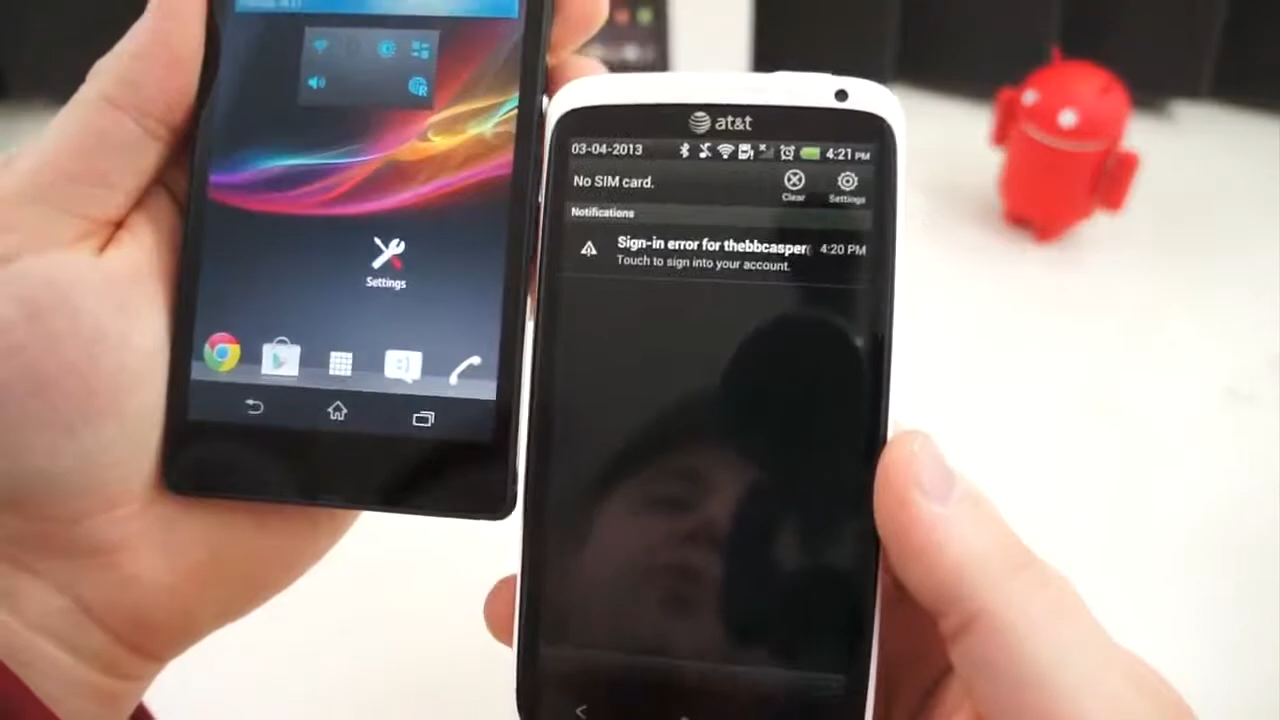 Settings
at&t
03-04-2013
4:21 PM
No SIM card.
Clear
Settings
Notifications
Sign-in error for thebbcasper
4:20 PM
Touch to sign into your account.